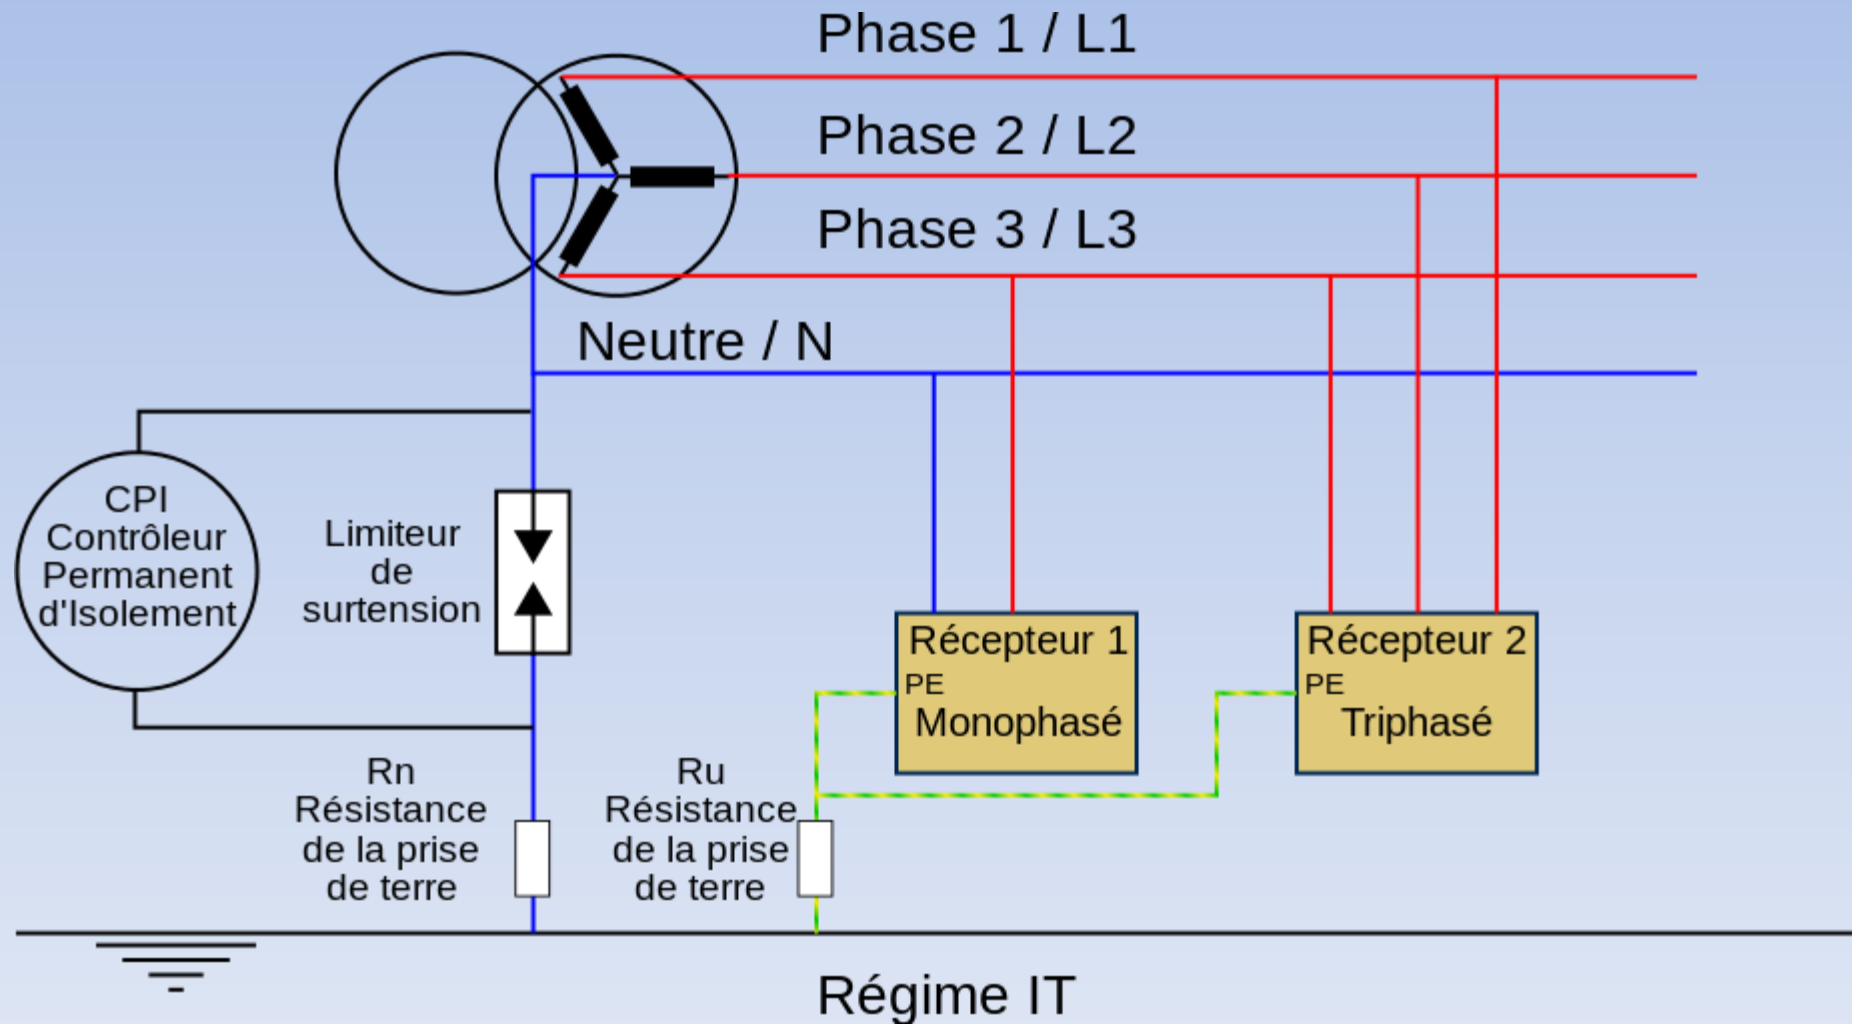 Phase 1 / L1
Phase 2 / L2
Phase 3 / L3
Neutre / N
CPI
Contrôleur
Permanent
d'Isolement
Limiteur
de
surtension
Récepteur 1
PE
Monophasé
Récepteur 2
PE
Triphasé
Rn
Résistance
de la prise
de terre
Ru
Résistance
de la prise
de terre
Régime IT